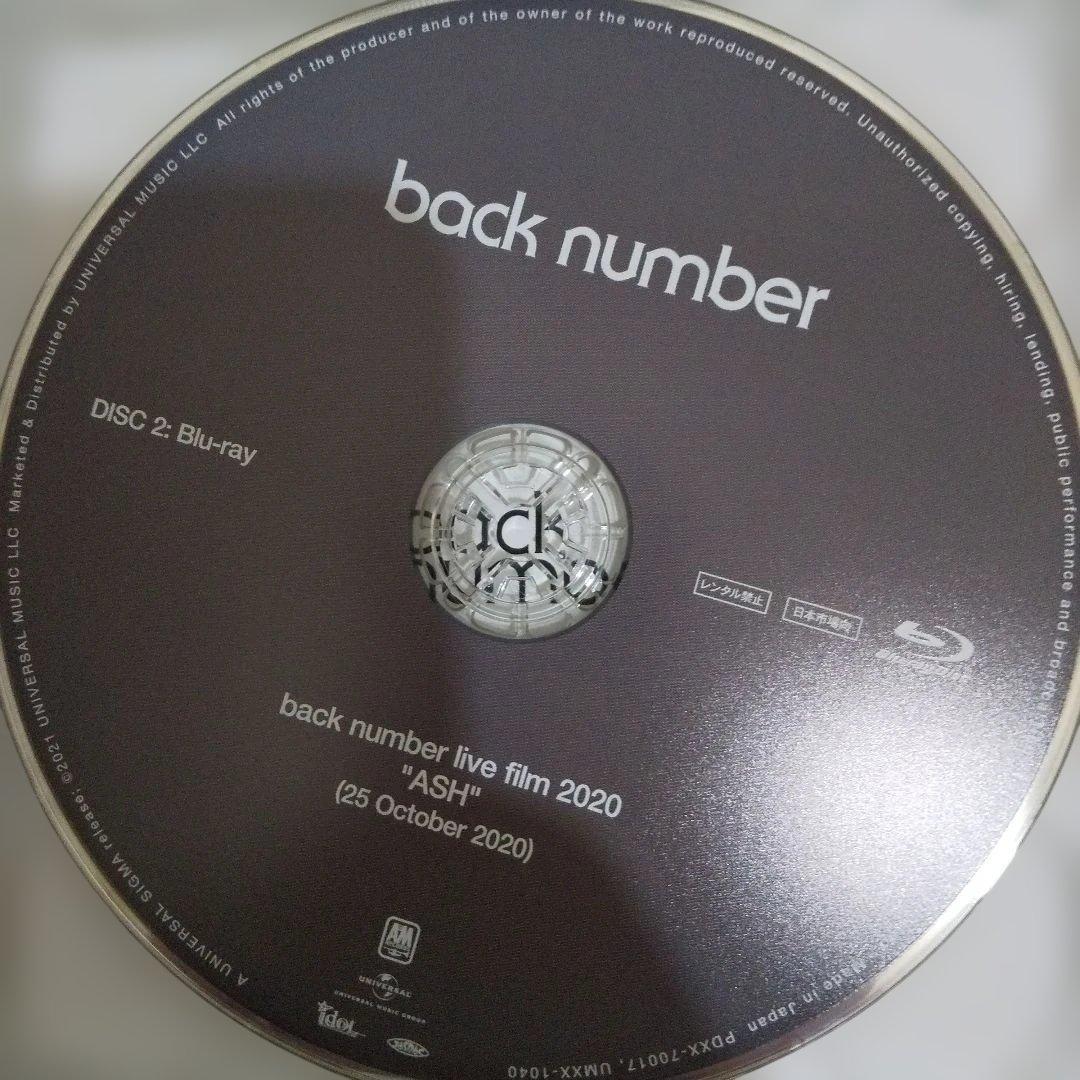 back number
DISC 2: Blu-ray
レンタル禁止
日本市場向
back number live film 2020
"ASH"
(25 October 2020)
UNIVERSAL
UNIVERSAL MUSIC GROUP
idol
A UNIVERSAL SIGMA release; ©2021 UNIVERSAL MUSIC LLC Marketed & Distributed by UNIVERSAL MUSIC LLC All rights of the producer and of the owner of the work reproduced reserved. Unauthorized copying, hiring, lending, public performance and
Made in Japan PDXX-70017, UMXX-1040